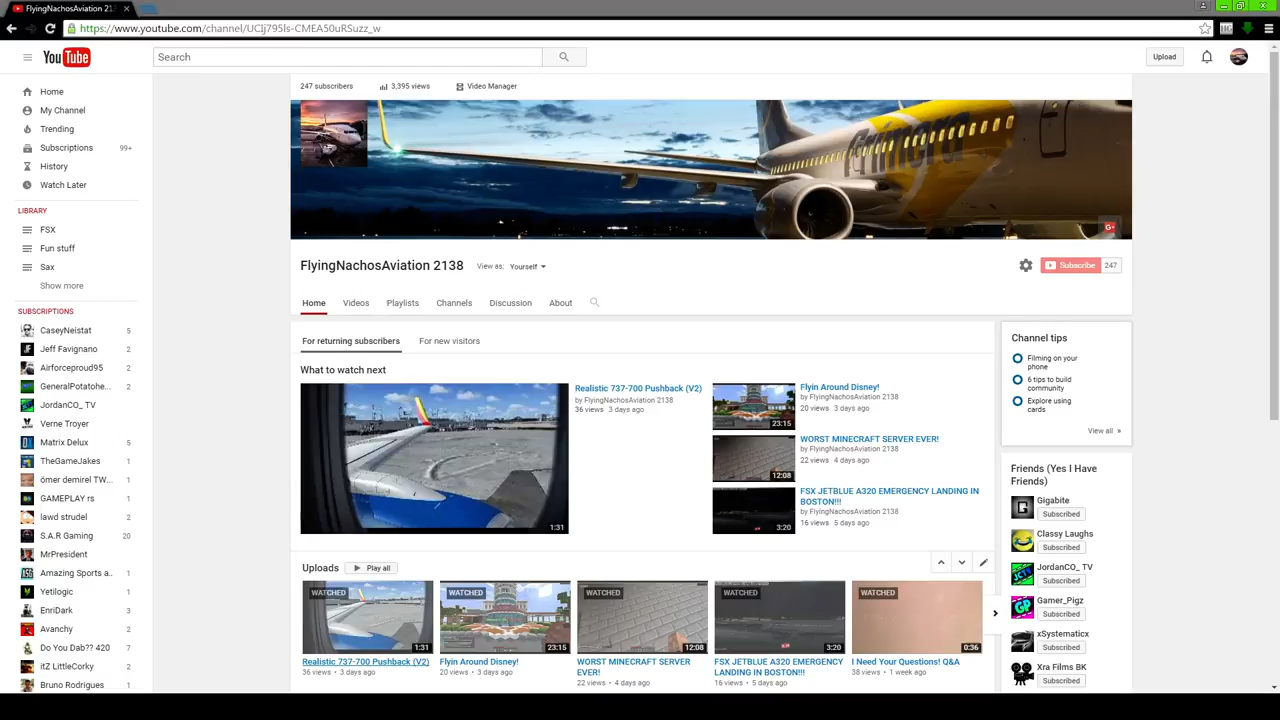 FlyingNachosAviation 2138
https://www.youtube.com/channel/UCIj795ls-CMEA50uRSuzz_w
YouTube
Search
Upload
Home
My Channel
Trending
Subscriptions 99+
History
Watch Later
LIBRARY
FSX
Fun stuff
Sax
Show more
SUBSCRIPTIONS
CaseyNeistat 5
Jeff Favignano 2
Airforceproud95 2
GeneralPotatohe... 2
JordanCO_ TV 2
Verne Troyer
Matrix Delux 5
TheGameJakes 1
ömer demirel TW... 1
GAMEPLAY rs 1
lawd strudel 2
S.A.R Gaming 20
MrPresident
Amazing Sports a.. 1
Yetilogic 1
EnriDark 3
Avanchy 2
Do You Dab?? 420 7
itZ LittleCorky 2
Bruno Rodrigues 1
247 subscribers 3,395 views Video Manager
FlyingNachosAviation 2138 View as: Yourself
Subscribe 247
Home Videos Playlists Channels Discussion About
For returning subscribers For new visitors
What to watch next
1:31
Realistic 737-700 Pushback (V2)
by FlyingNachosAviation 2138
36 views 3 days ago
23:15
Flyin Around Disney!
by FlyingNachosAviation 2138
20 views 3 days ago
12:08
WORST MINECRAFT SERVER EVER!
by FlyingNachosAviation 2138
22 views 4 days ago
3:20
FSX JETBLUE A320 EMERGENCY LANDING IN
BOSTON!!!
by FlyingNachosAviation 2138
16 views 5 days ago
Uploads Play all
WATCHED
1:31
Realistic 737-700 Pushback (V2)
36 views • 3 days ago
WATCHED
23:15
Flyin Around Disney!
20 views • 3 days ago
WATCHED
12:08
WORST MINECRAFT SERVER
EVER!
22 views • 4 days ago
WATCHED
3:20
FSX JETBLUE A320 EMERGENCY
LANDING IN BOSTON!!!
16 views • 5 days ago
WATCHED
0:36
I Need Your Questions! Q&A
38 views • 1 week ago
Channel tips
Filming on your
phone
6 tips to build
community
Explore using
cards
View all »
Friends (Yes I Have
Friends)
Gigabite
Subscribed
Classy Laughs
Subscribed
JordanCO_ TV
Subscribed
Gamer_Pigz
Subscribed
xSystematicx
Subscribed
Xra Films BK
Subscribed